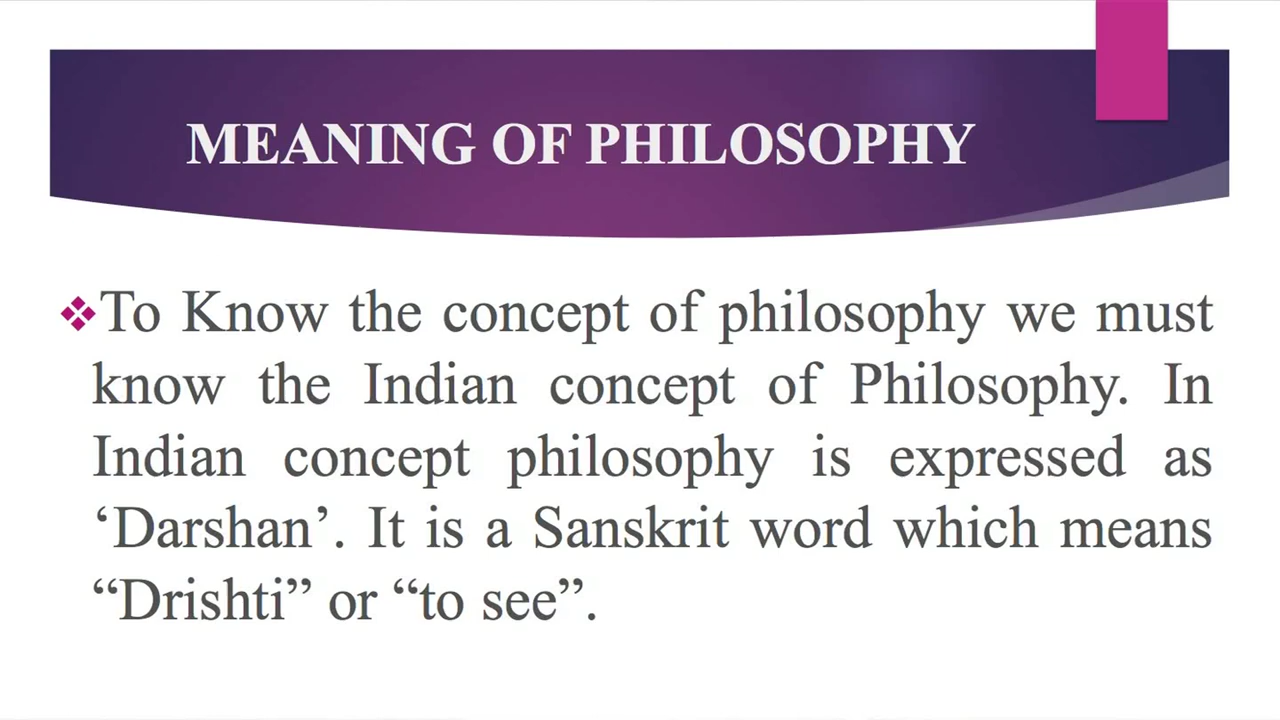 MEANING OF PHILOSOPHY
To Know the concept of philosophy we must
know the Indian concept of Philosophy. In
Indian concept philosophy is expressed as
‘Darshan’. It is a Sanskrit word which means
“Drishti” or “to see”.